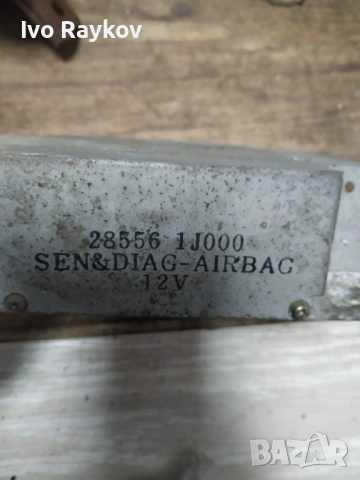 Ivo Raykov
28556 1J000
SEN&DIAG-AIRBAG
12V
BAZAR